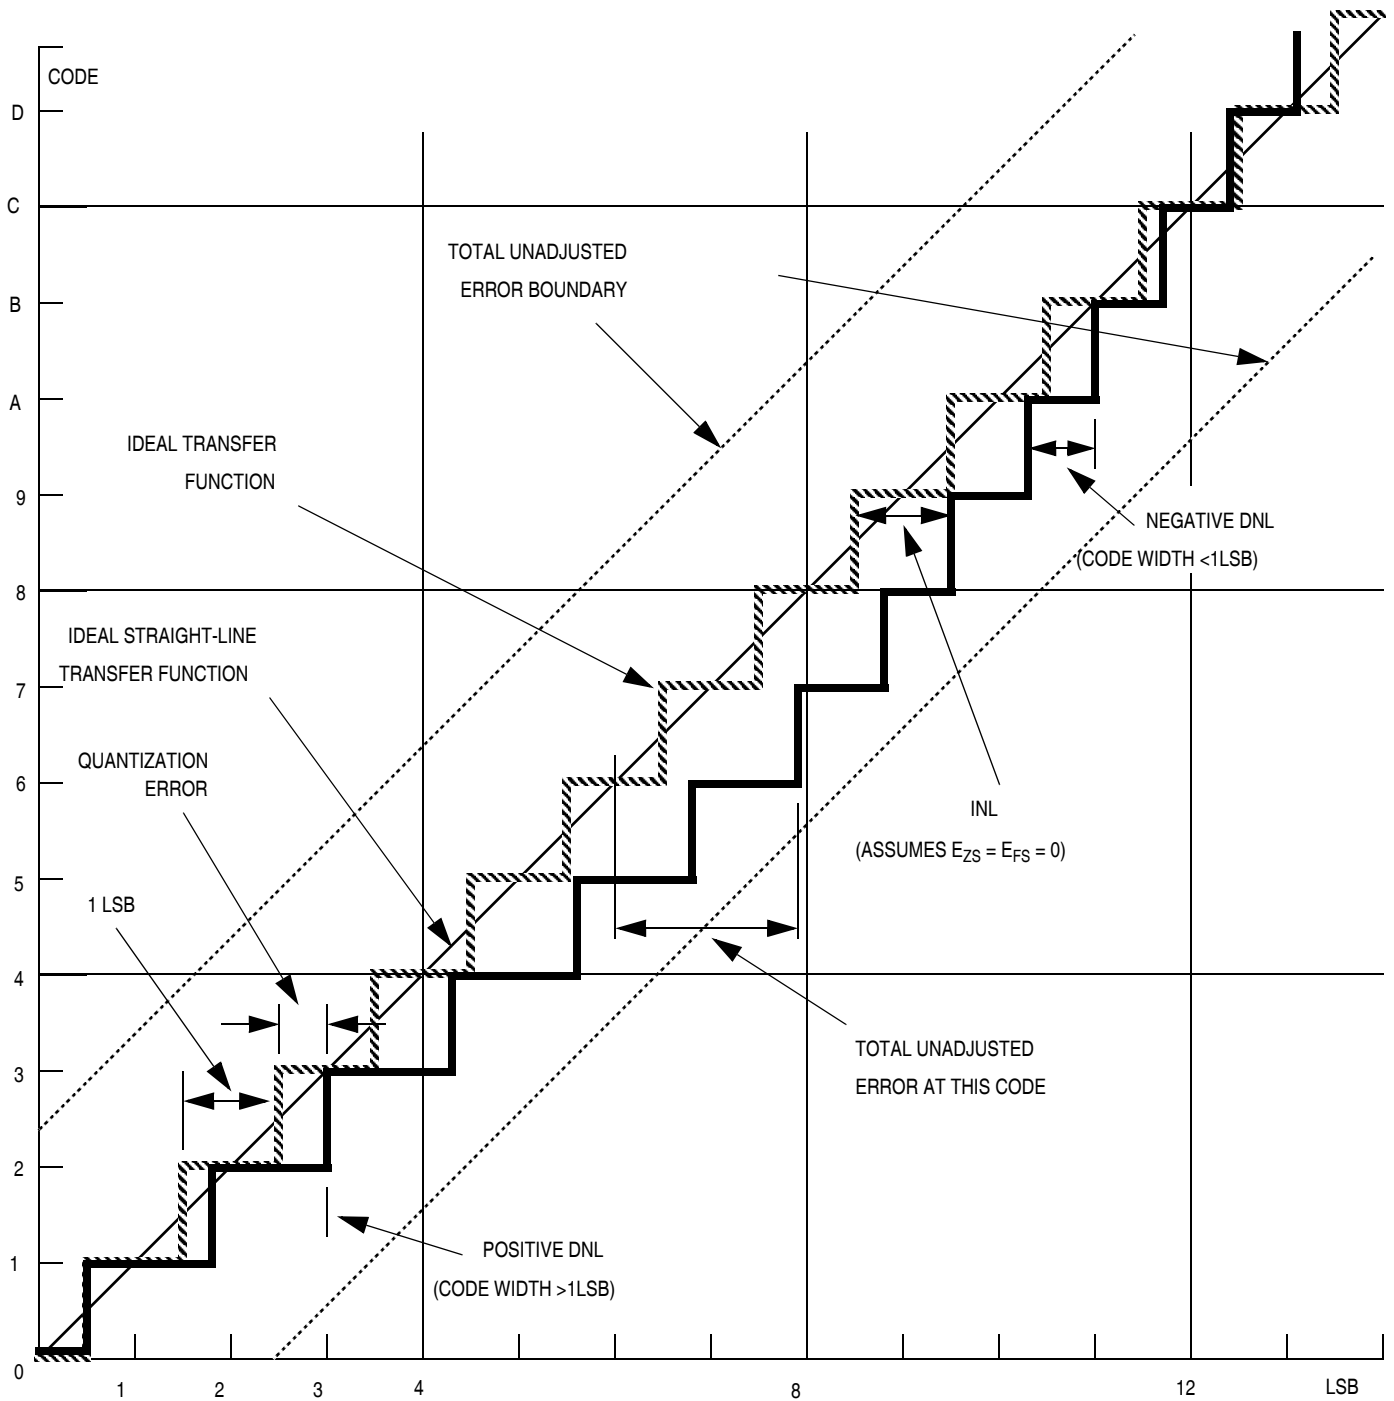 CODE
D
C
TOTAL UNADJUSTED
ERROR BOUNDARY
B
A
IDEAL TRANSFER
FUNCTION
9
NEGATIVE DNL
(CODE WIDTH <1LSB)
8
IDEAL STRAIGHT-LINE
TRANSFER FUNCTION
7
QUANTIZATION
ERROR
6
INL
(ASSUMES EZS = EFS = 0)
5
1 LSB
4
TOTAL UNADJUSTED
ERROR AT THIS CODE
3
2
POSITIVE DNL
(CODE WIDTH >1LSB)
1
0
1 2 3 4 8 12 LSB